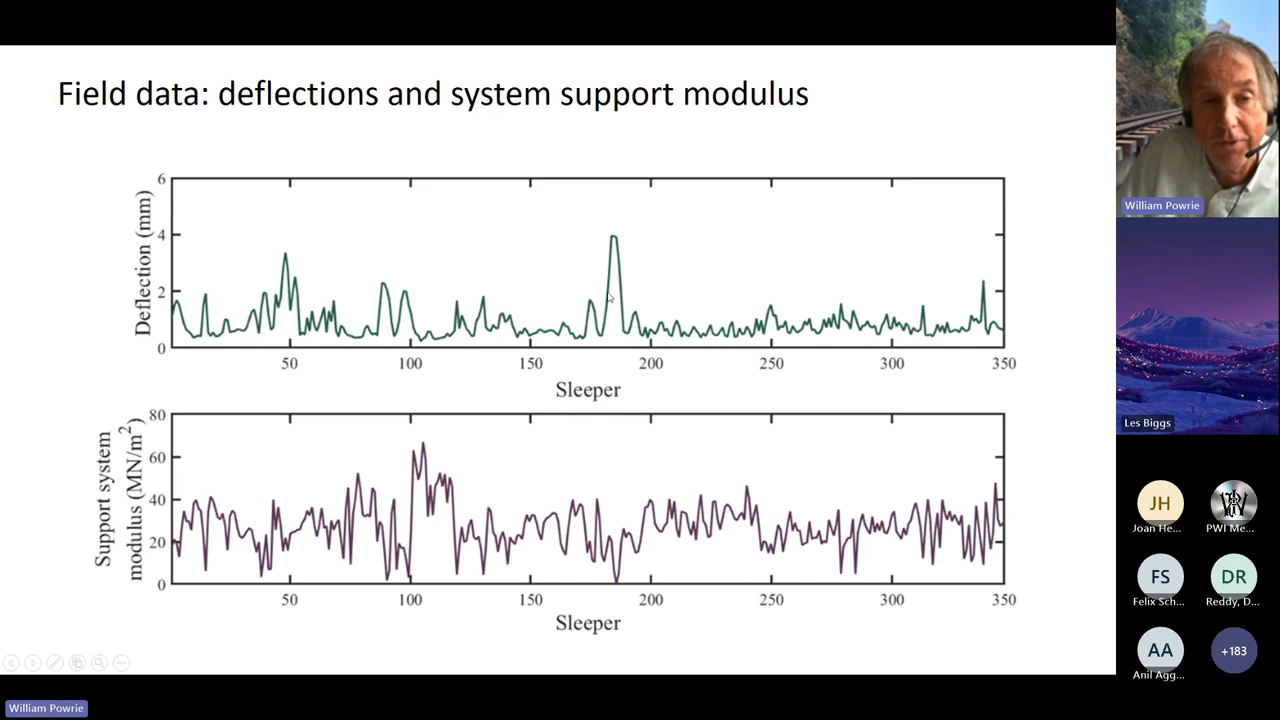 Field data: deflections and system support modulus
Deflection (mm)
6
4
2
0
50 100 150 200 250 300 350
Sleeper
Support system
modulus (MN/m2)
80
60
40
20
0
50 100 150 200 250 300 350
Sleeper
William Powrie
Les Biggs
JH
Joan He...
PWI Me...
FS
Felix Sch...
DR
Reddy, D...
AA
Anil Agg...
+183
William Powrie